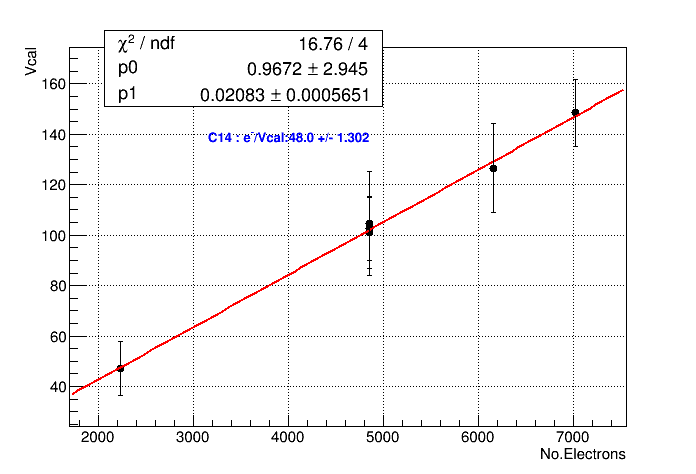 χ² / ndf 16.76 / 4
p0 0.9672 ± 2.945
p1 0.02083 ± 0.0005651
C14 : e⁻/Vcal:48.0 +/- 1.302
Vcal
160
140
120
100
80
60
40
2000 3000 4000 5000 6000 7000
No.Electrons